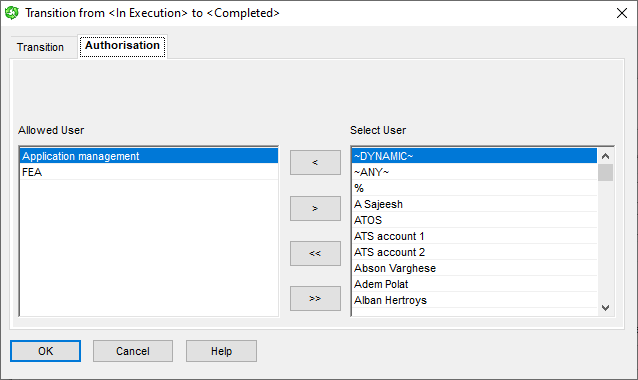 Transition from <In Execution> to <Completed>
Transition
Authorisation
Allowed User
Select User
Application management
FEA
<
>
<<
>>
~DYNAMIC~
~ANY~
%
A Sajeesh
ATOS
ATS account 1
ATS account 2
Abson Varghese
Adem Polat
Alban Hertroys
OK
Cancel
Help